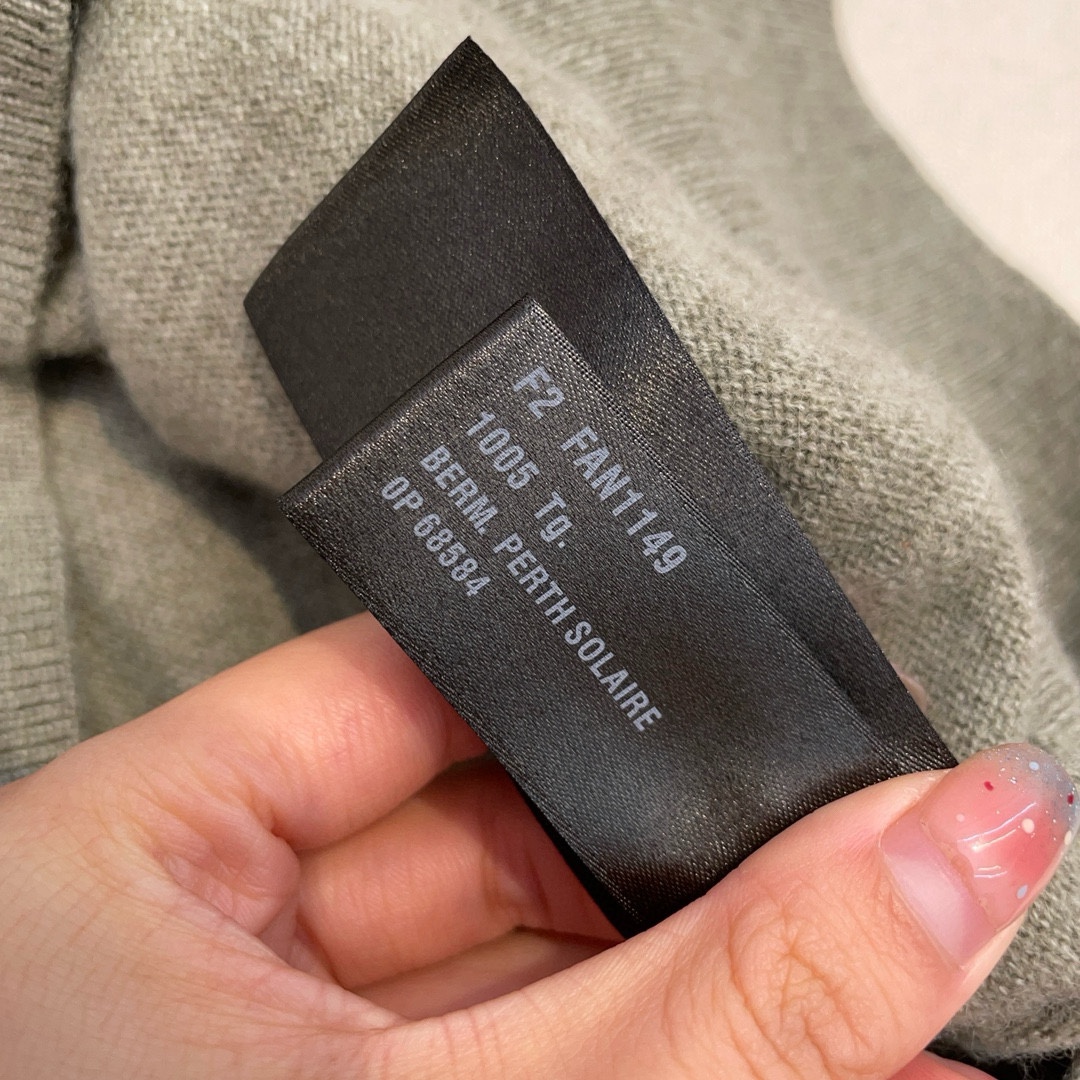 F2 FAN1149
1005 Tg.
BERM. PERTH SOLAIRE
OP 68584